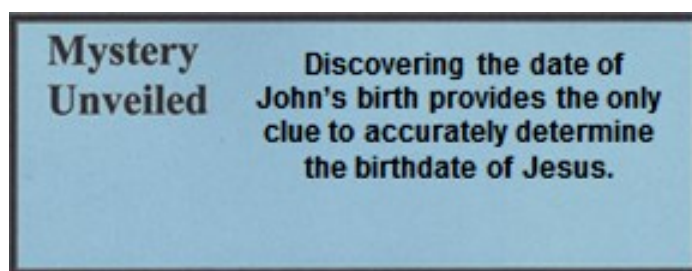 Mystery
Unveiled
Discovering the date of
John's birth provides the only
clue to accurately determine
the birthdate of Jesus.